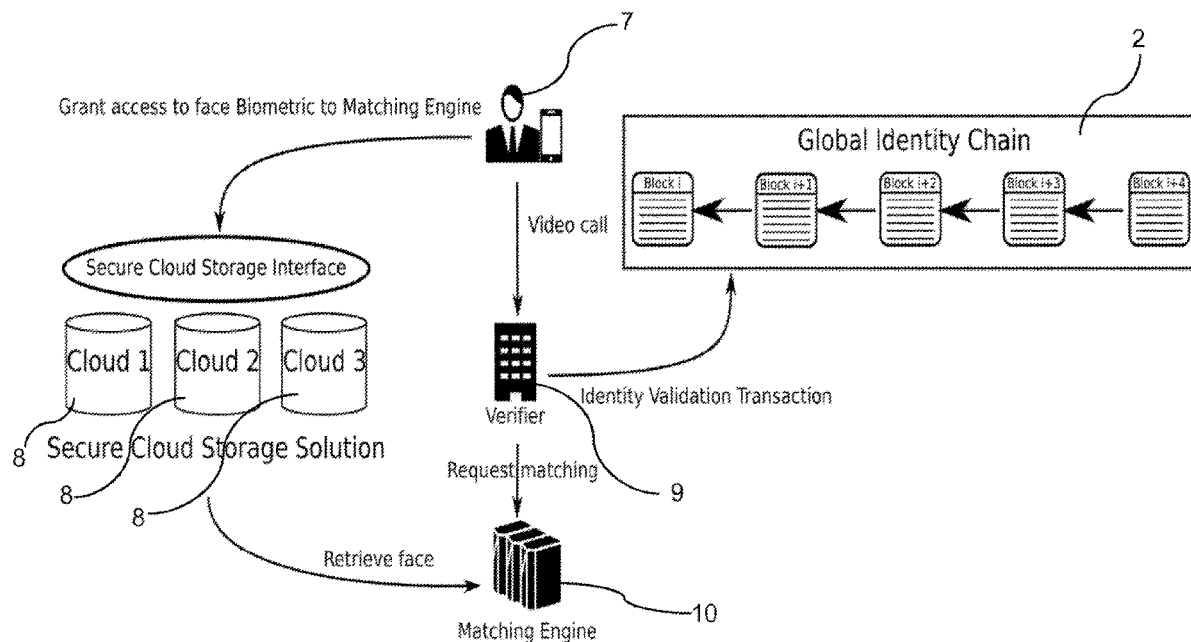 7
2
Grant access to face Biometric to Matching Engine
Global Identity Chain
Block i
Block i+1
Block i+2
Block i+3
Block i+4
Video call
Secure Cloud Storage Interface
Cloud 1
Cloud 2
Cloud 3
Identity Validation Transaction
Verifier
8
Secure Cloud Storage Solution
Request matching
8
8
9
Retrieve face
10
Matching Engine